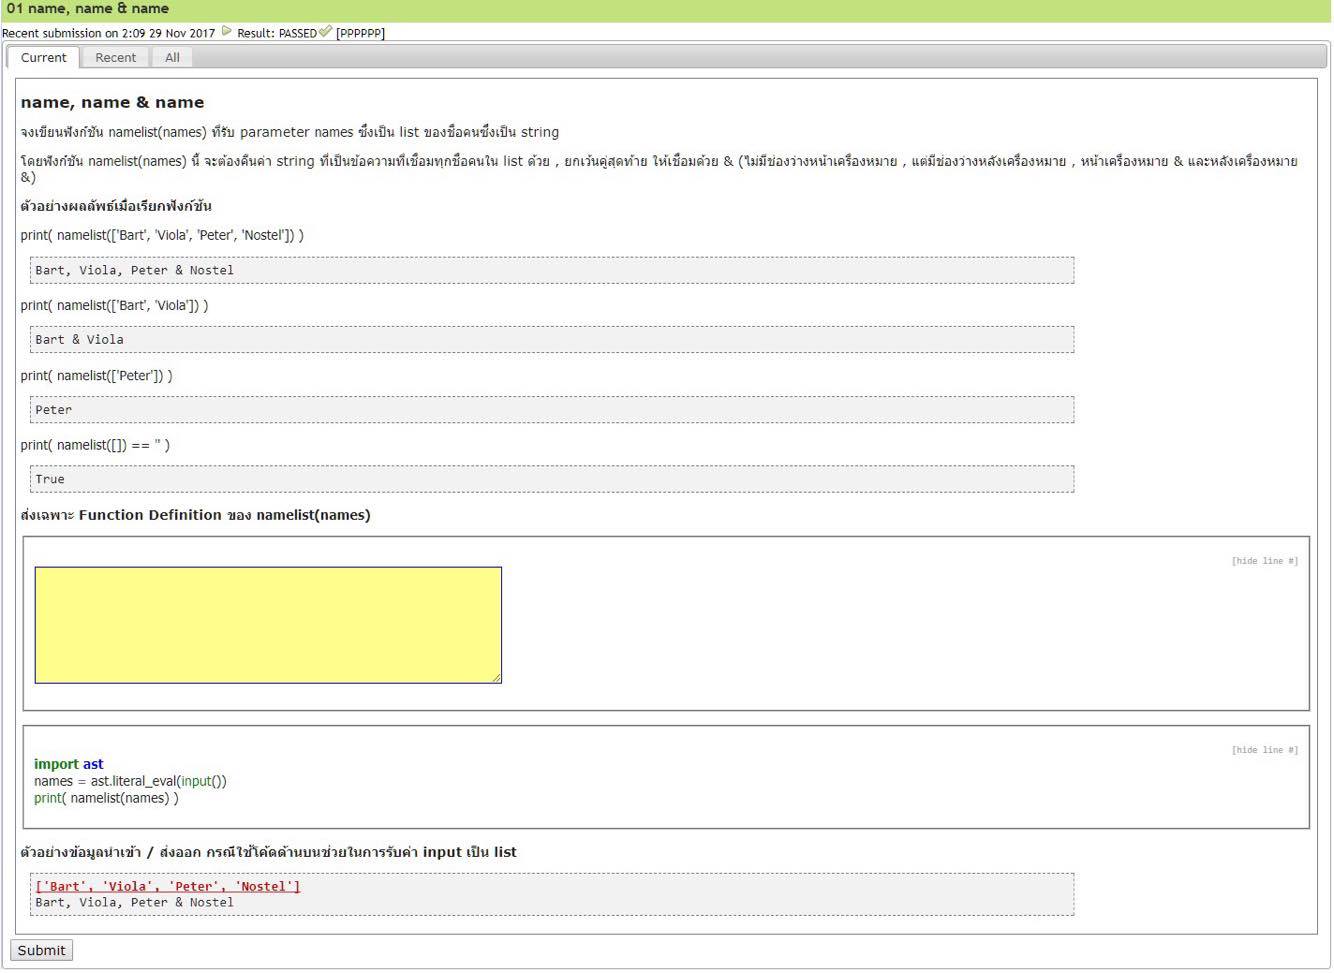 01 name, name & name
Recent submission on 2:09 29 Nov 2017 Result: PASSED [PPPPPP]
Current Recent All
name, name & name
จงเขียนฟังก์ชัน namelist(names) ที่รับ parameter names ซึ่งเป็น list ของชื่อคนซึ่งเป็น string
โดยฟังก์ชัน namelist(names) นี้ จะต้องคืนค่า string ที่เป็นข้อความที่เชื่อมทุกชื่อคนใน list ด้วย , ยกเว้นคู่สุดท้าย ให้เชื่อมด้วย & (ไม่มีช่องว่างหน้าเครื่องหมาย , แต่มีช่องว่างหลังเครื่องหมาย , หน้าเครื่องหมาย & และหลังเครื่องหมาย
&)
ตัวอย่างผลลัพธ์เมื่อเรียกฟังก์ชัน
print( namelist(['Bart', 'Viola', 'Peter', 'Nostel']) )
Bart, Viola, Peter & Nostel
print( namelist(['Bart', 'Viola']) )
Bart & Viola
print( namelist(['Peter']) )
Peter
print( namelist([]) == '' )
True
ส่งเฉพาะ Function Definition ของ namelist(names)
[hide line #]
[hide line #]
import ast
names = ast.literal_eval(input())
print( namelist(names) )
ตัวอย่างข้อมูลนำเข้า / ส่งออก กรณีใช้โค้ดด้านบนช่วยในการรับค่า input เป็น list
['Bart', 'Viola', 'Peter', 'Nostel']
Bart, Viola, Peter & Nostel
Submit